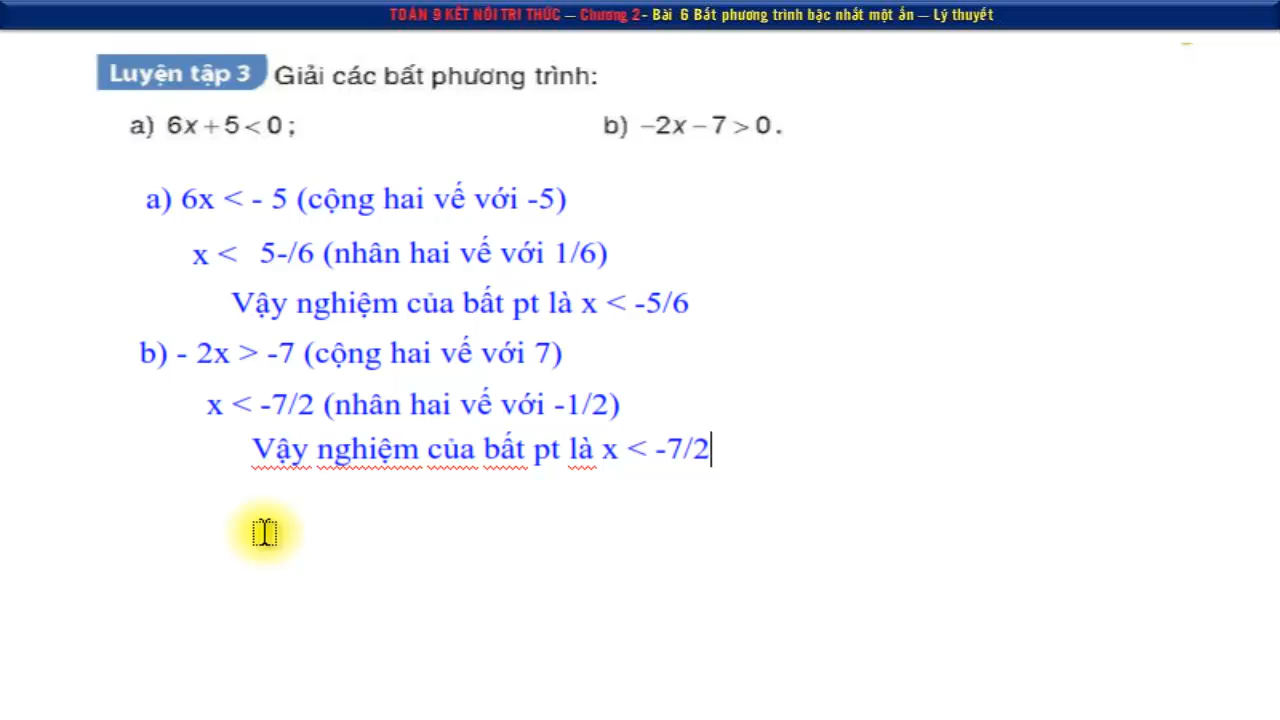 TOÁN 9 KẾT NỐI TRI THỨC – Chương 2- Bài 6 Bất phương trình bậc nhất một ẩn – Lý thuyết
Luyện tập 3 Giải các bất phương trình:
a) 6x + 5 < 0 ; b) −2x − 7 > 0 .
a) 6x < - 5 (cộng hai vế với -5)
x < 5-/6 (nhân hai vế với 1/6)
Vậy nghiệm của bất pt là x < -5/6
b) - 2x > -7 (cộng hai vế với 7)
x < -7/2 (nhân hai vế với -1/2)
Vậy nghiệm của bất pt là x < -7/2